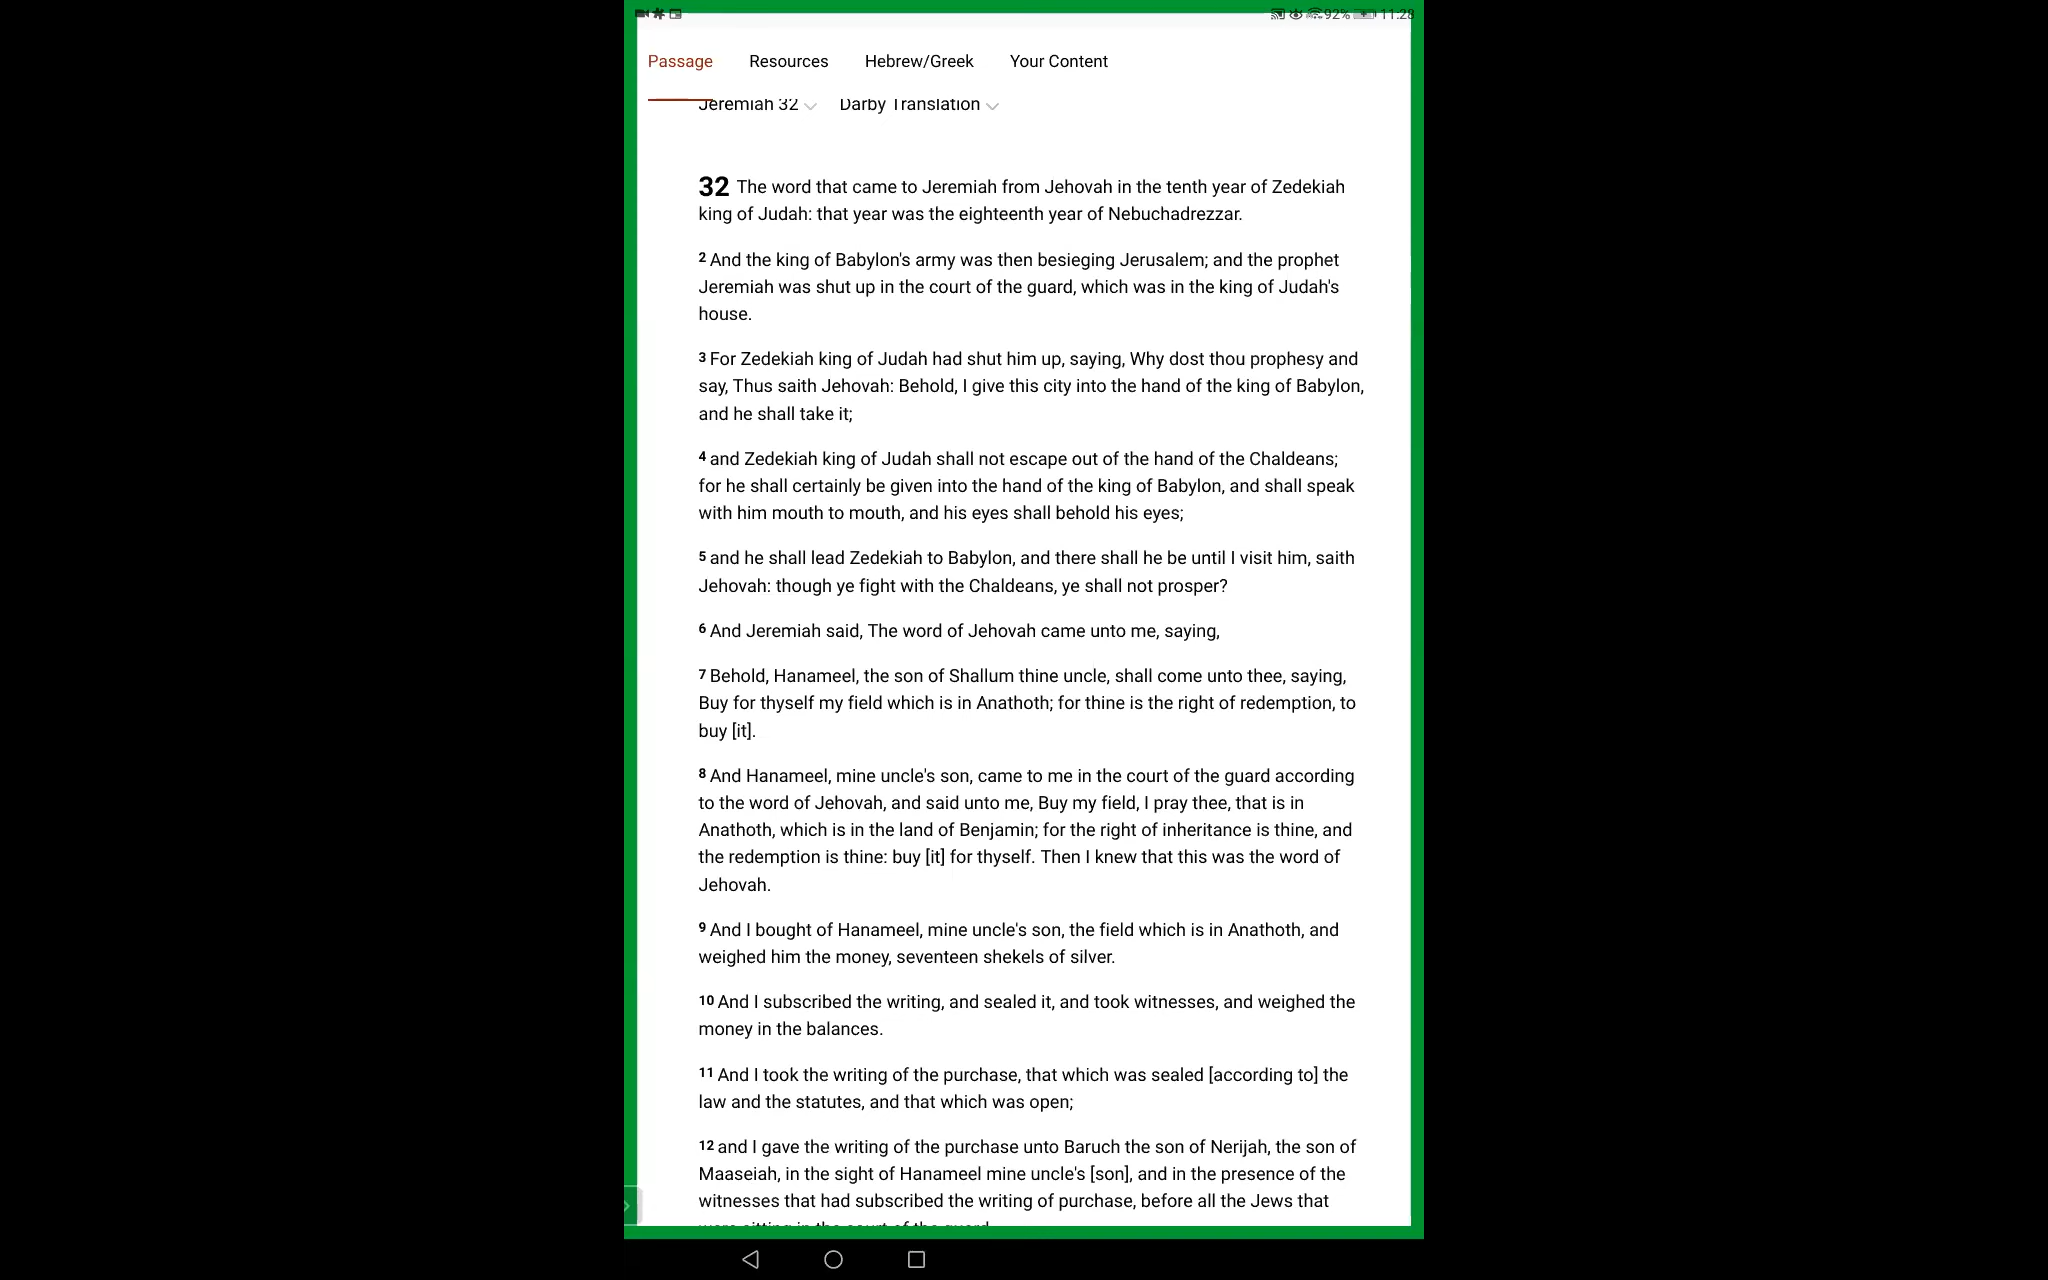 92% 11:28
Passage Resources Hebrew/Greek Your Content
Jeremiah 32 Darby Translation
32 The word that came to Jeremiah from Jehovah in the tenth year of Zedekiah
king of Judah: that year was the eighteenth year of Nebuchadrezzar.
2 And the king of Babylon's army was then besieging Jerusalem; and the prophet
Jeremiah was shut up in the court of the guard, which was in the king of Judah's
house.
3 For Zedekiah king of Judah had shut him up, saying, Why dost thou prophesy and
say, Thus saith Jehovah: Behold, I give this city into the hand of the king of Babylon,
and he shall take it;
4 and Zedekiah king of Judah shall not escape out of the hand of the Chaldeans;
for he shall certainly be given into the hand of the king of Babylon, and shall speak
with him mouth to mouth, and his eyes shall behold his eyes;
5 and he shall lead Zedekiah to Babylon, and there shall he be until I visit him, saith
Jehovah: though ye fight with the Chaldeans, ye shall not prosper?
6 And Jeremiah said, The word of Jehovah came unto me, saying,
7 Behold, Hanameel, the son of Shallum thine uncle, shall come unto thee, saying,
Buy for thyself my field which is in Anathoth; for thine is the right of redemption, to
buy [it].
8 And Hanameel, mine uncle's son, came to me in the court of the guard according
to the word of Jehovah, and said unto me, Buy my field, I pray thee, that is in
Anathoth, which is in the land of Benjamin; for the right of inheritance is thine, and
the redemption is thine: buy [it] for thyself. Then I knew that this was the word of
Jehovah.
9 And I bought of Hanameel, mine uncle's son, the field which is in Anathoth, and
weighed him the money, seventeen shekels of silver.
10 And I subscribed the writing, and sealed it, and took witnesses, and weighed the
money in the balances.
11 And I took the writing of the purchase, that which was sealed [according to] the
law and the statutes, and that which was open;
12 and I gave the writing of the purchase unto Baruch the son of Nerijah, the son of
Maaseiah, in the sight of Hanameel mine uncle's [son], and in the presence of the
witnesses that had subscribed the writing of purchase, before all the Jews that
were sitting in the court of the guard